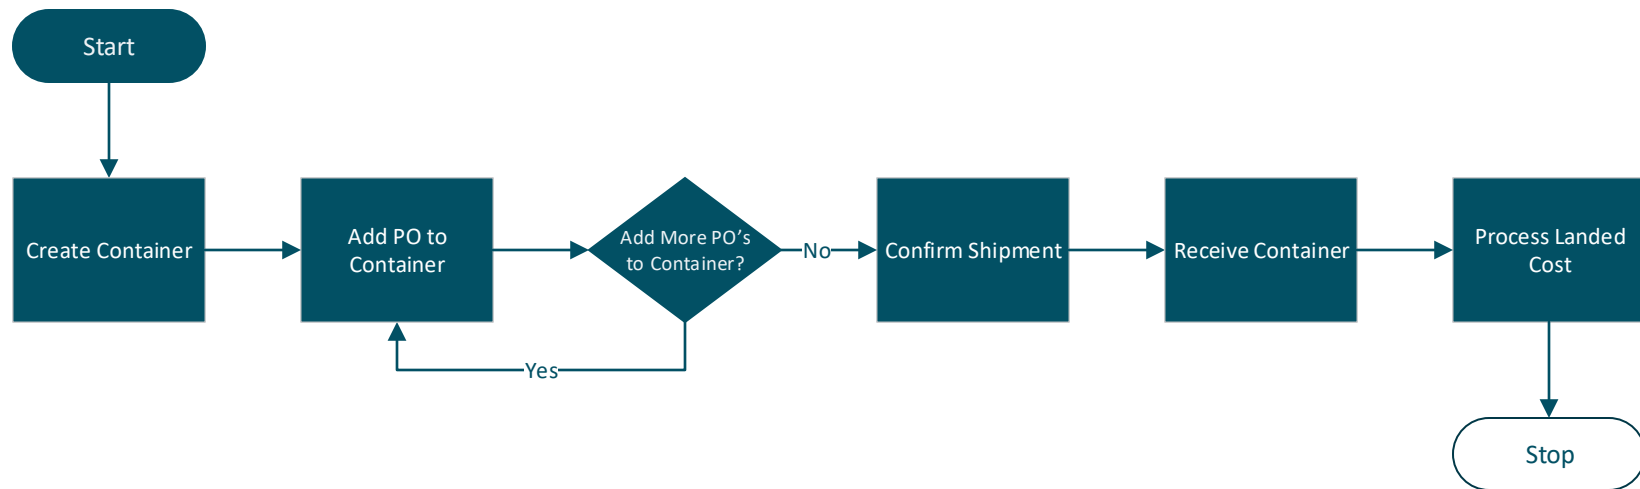 Start
Create Container
Add PO to
Container
Add More PO’s
to Container?
No
Yes
Confirm Shipment
Receive Container
Process Landed
Cost
Stop